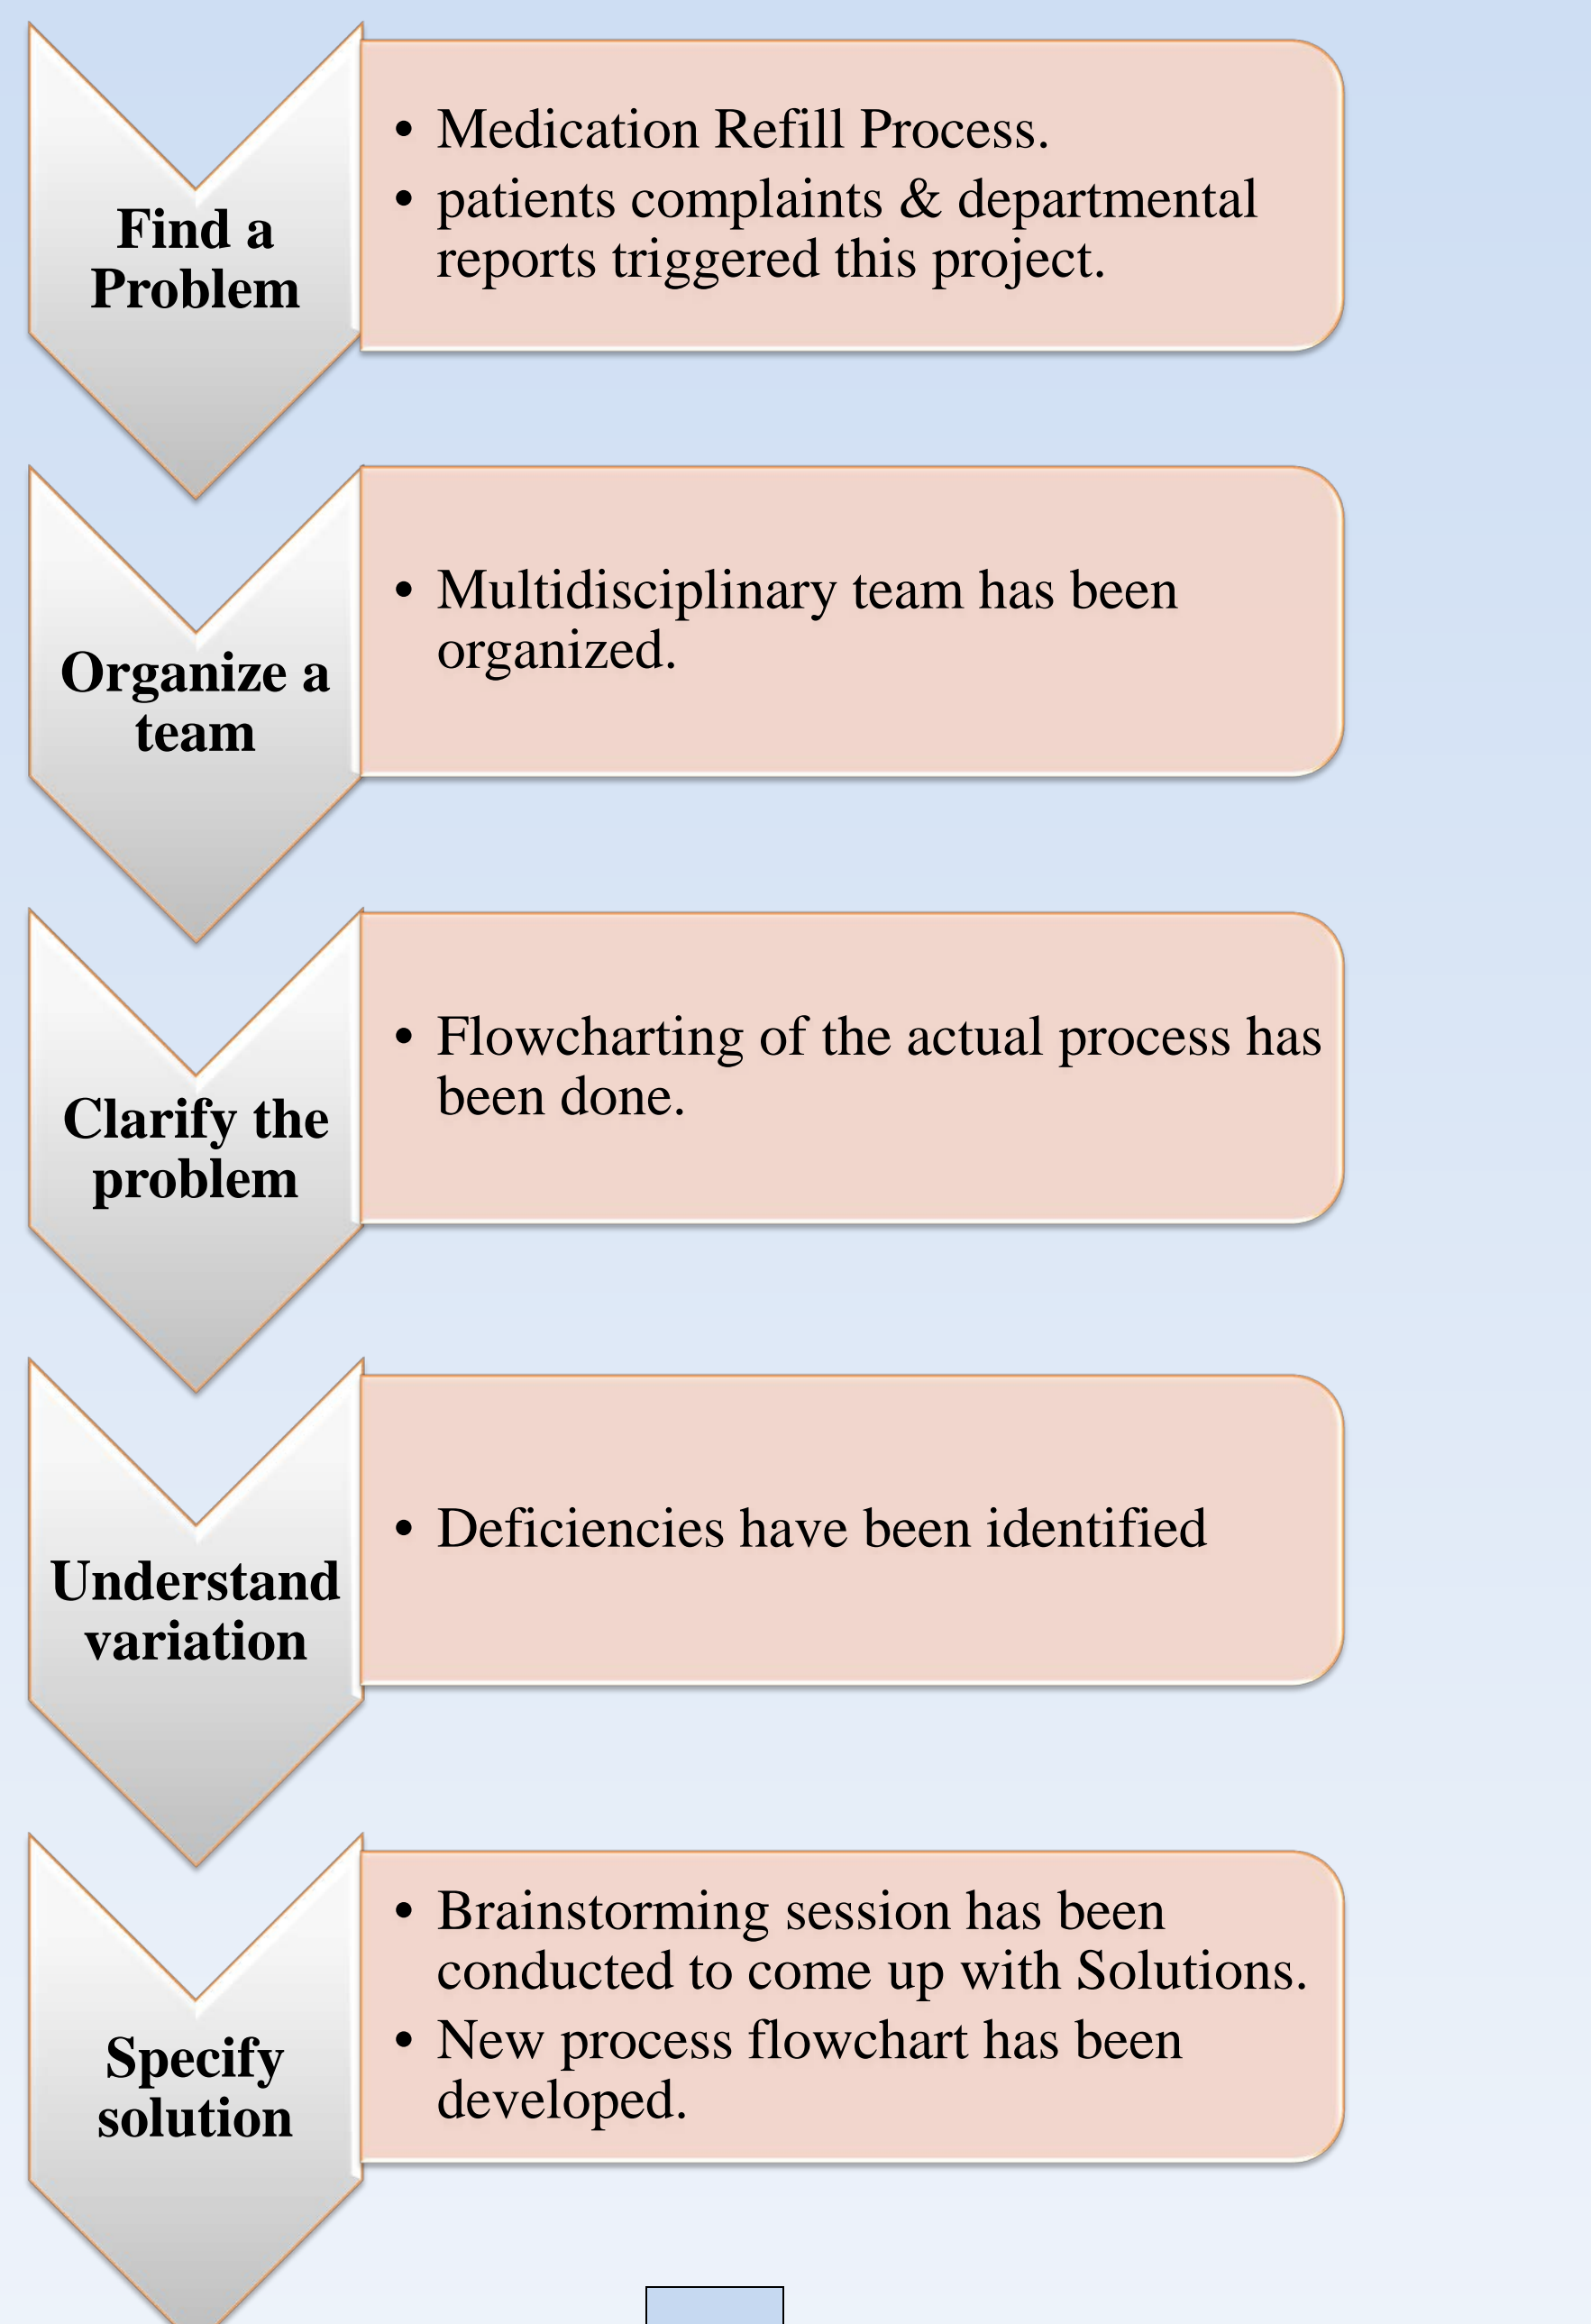 Find a
Problem
• Medication Refill Process.
• patients complaints & departmental
reports triggered this project.
Organize a
team
• Multidisciplinary team has been
organized.
Clarify the
problem
• Flowcharting of the actual process has
been done.
Understand
variation
• Deficiencies have been identified
Specify
solution
• Brainstorming session has been
conducted to come up with Solutions.
• New process flowchart has been
developed.